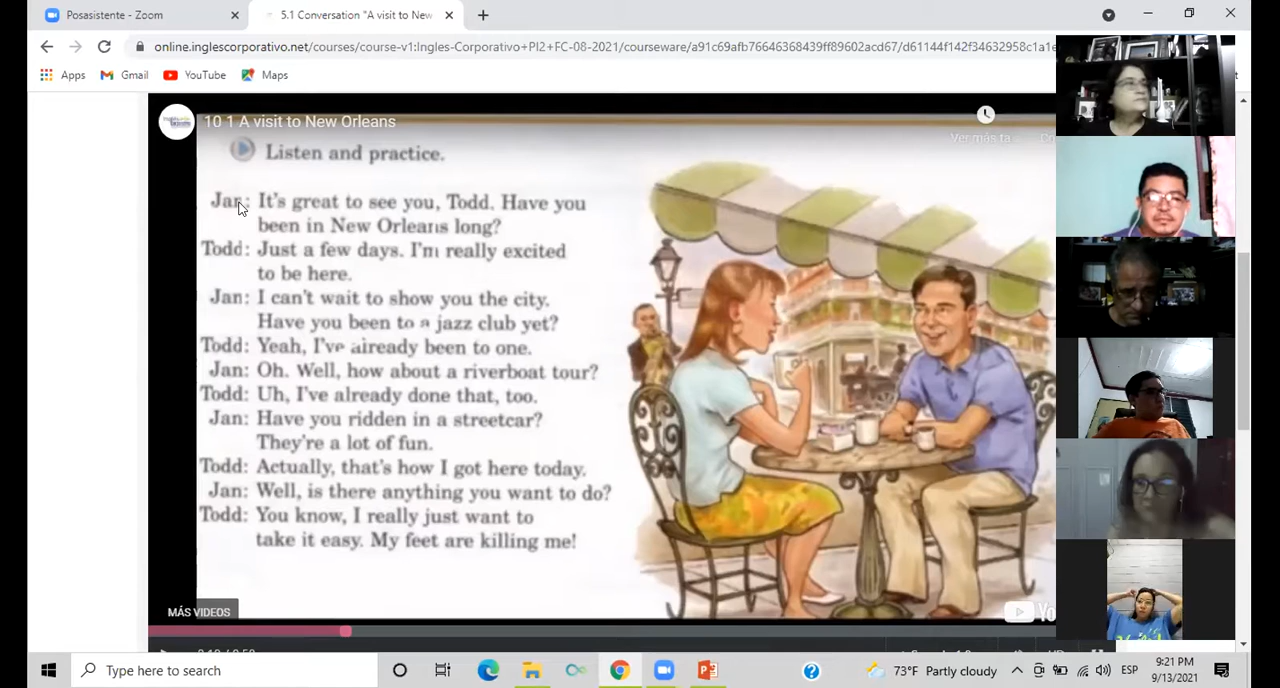 Posasistente - Zoom
5.1 Conversation "A visit to New
online.inglescorporativo.net/courses/course-v1:Ingles-Corporativo+PI2+FC-08-2021/courseware/a91c69afb76646368439ff89602acd67/d61144f142f34632958c1a1e
Apps Gmail YouTube Maps
10 1 A visit to New Orleans
Ver más ta
Listen and practice.
Jan: It's great to see you, Todd. Have you
been in New Orleans long?
Todd: Just a few days. I'm really excited
to be here.
Jan: I can't wait to show you the city.
Have you been to a jazz club yet?
Todd: Yeah, I've already been to one.
Jan: Oh. Well, how about a riverboat tour?
Todd: Uh, I've already done that, too.
Jan: Have you ridden in a streetcar?
They're a lot of fun.
Todd: Actually, that's how I got here today.
Jan: Well, is there anything you want to do?
Todd: You know, I really just want to
take it easy. My feet are killing me!
MÁS VIDEOS
Type here to search
73°F Partly cloudy
ESP
9:21 PM
9/13/2021